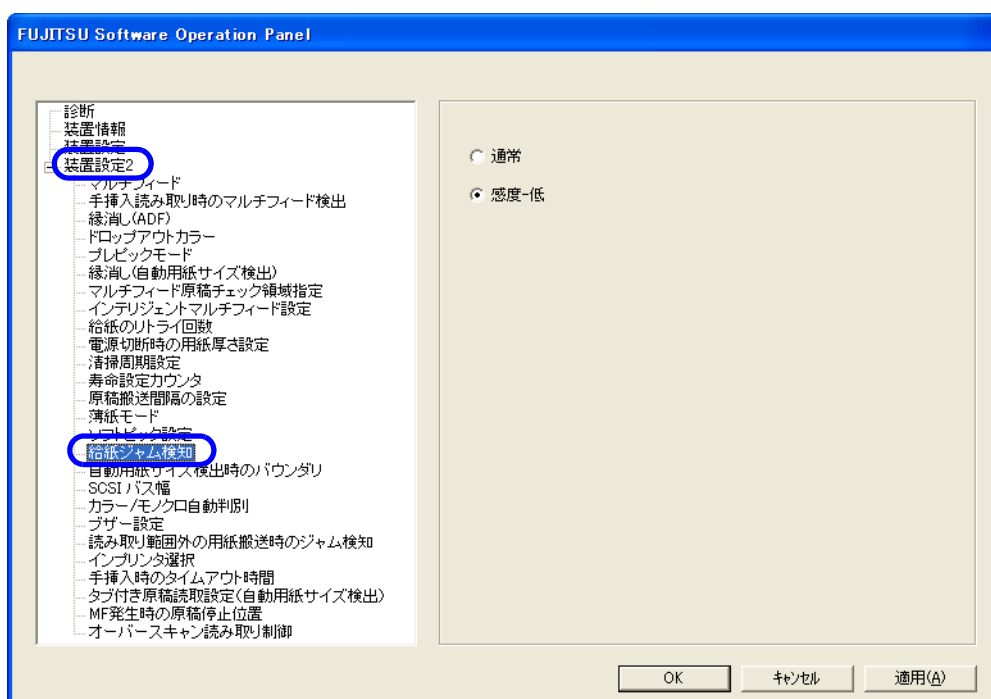 FUJITSU Software Operation Panel
診断
装置情報
装置設定
装置設定2
マルチフィード
手挿入読み取り時のマルチフィード検出
縁消し(ADF)
ドロップアウトカラー
プレピックモード
縁消し(自動用紙サイズ検出)
マルチフィード原稿チェック領域指定
インテリジェントマルチフィード設定
給紙のリトライ回数
電源切断時の用紙厚さ設定
清掃周期設定
寿命設定カウンタ
原稿搬送間隔の設定
薄紙モード
ソフトピック設定
給紙ジャム検知
自動用紙サイズ検出時のバウンダリ
SCSI バス幅
カラー/モノクロ自動判別
ブザー設定
読み取り範囲外の用紙搬送時のジャム検知
インプリンタ選択
手挿入時のタイムアウト時間
タブ付き原稿読取設定(自動用紙サイズ検出)
MF発生時の原稿停止位置
オーバースキャン読み取り制御
通常
感度-低
OK
キャンセル
適用(A)